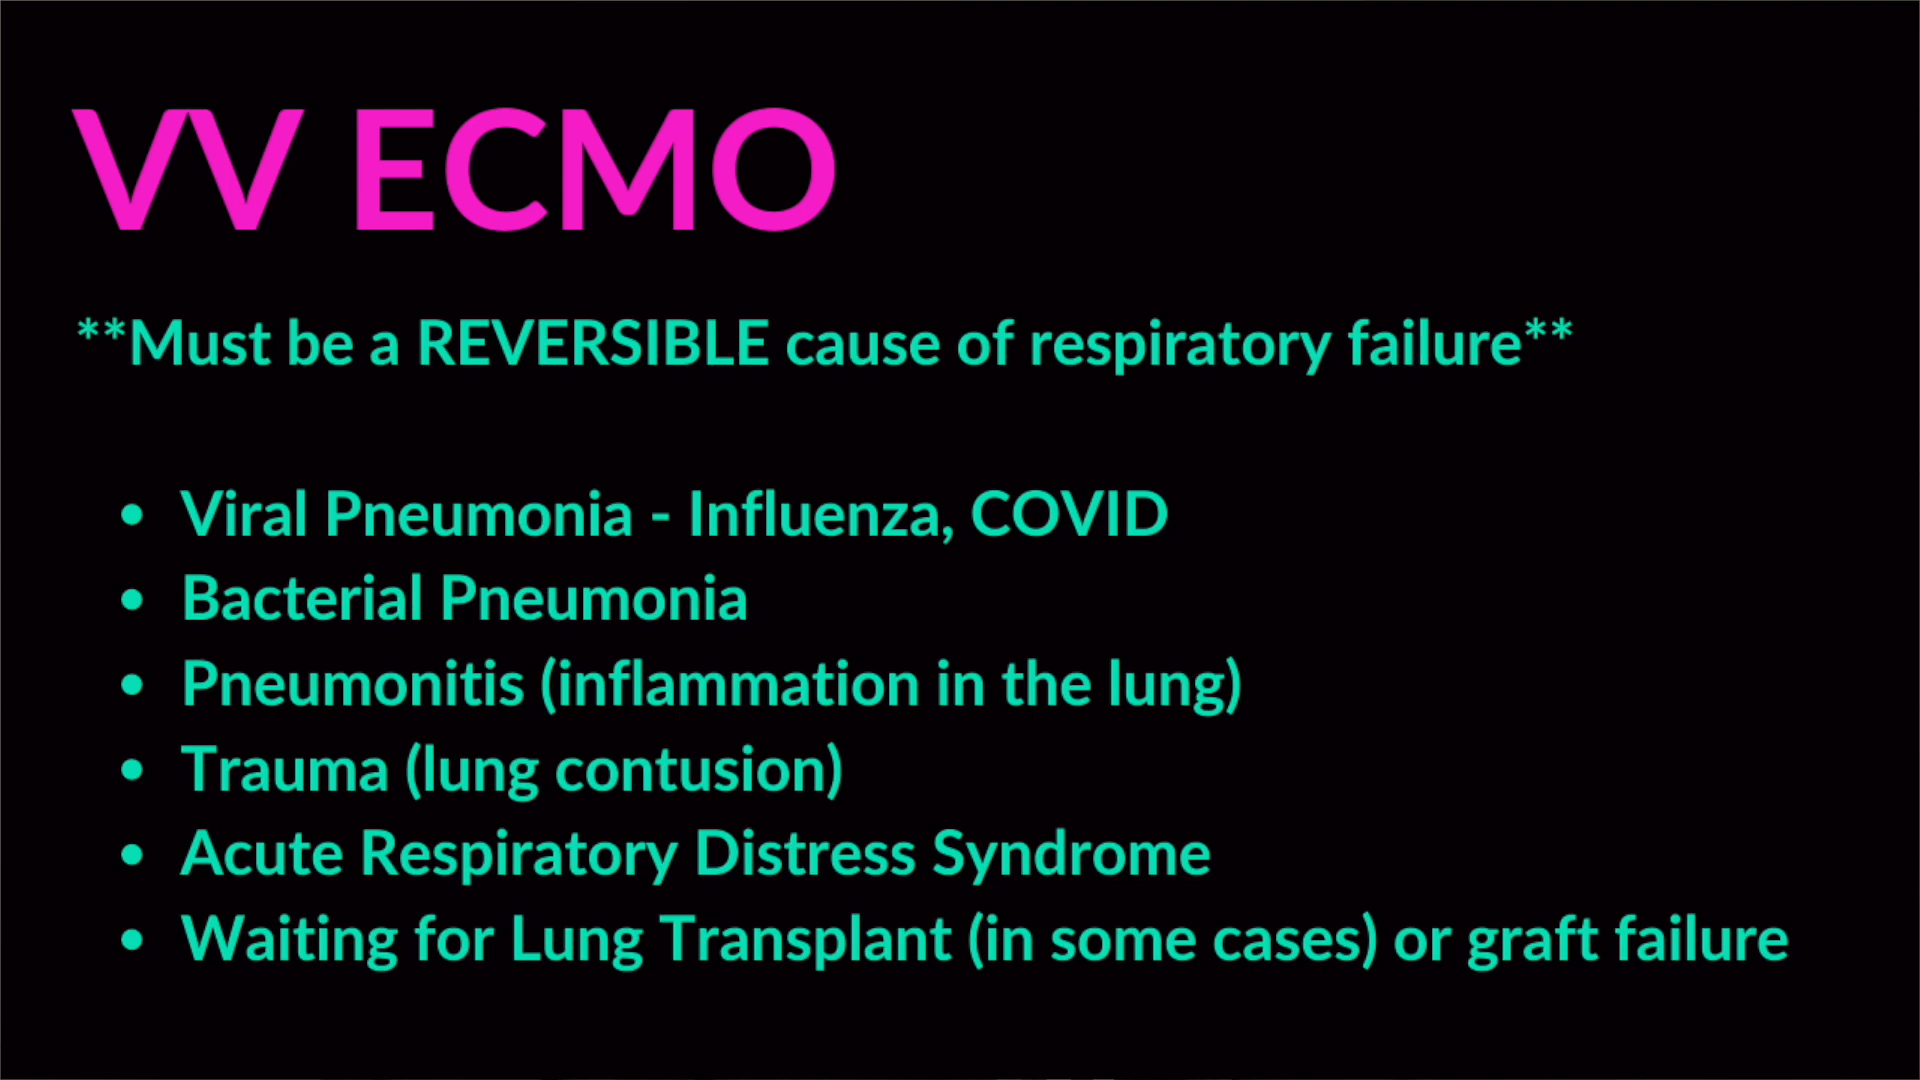 VV ECMO
**Must be a REVERSIBLE cause of respiratory failure**
• Viral Pneumonia - Influenza, COVID
• Bacterial Pneumonia
• Pneumonitis (inflammation in the lung)
• Trauma (lung contusion)
• Acute Respiratory Distress Syndrome
• Waiting for Lung Transplant (in some cases) or graft failure